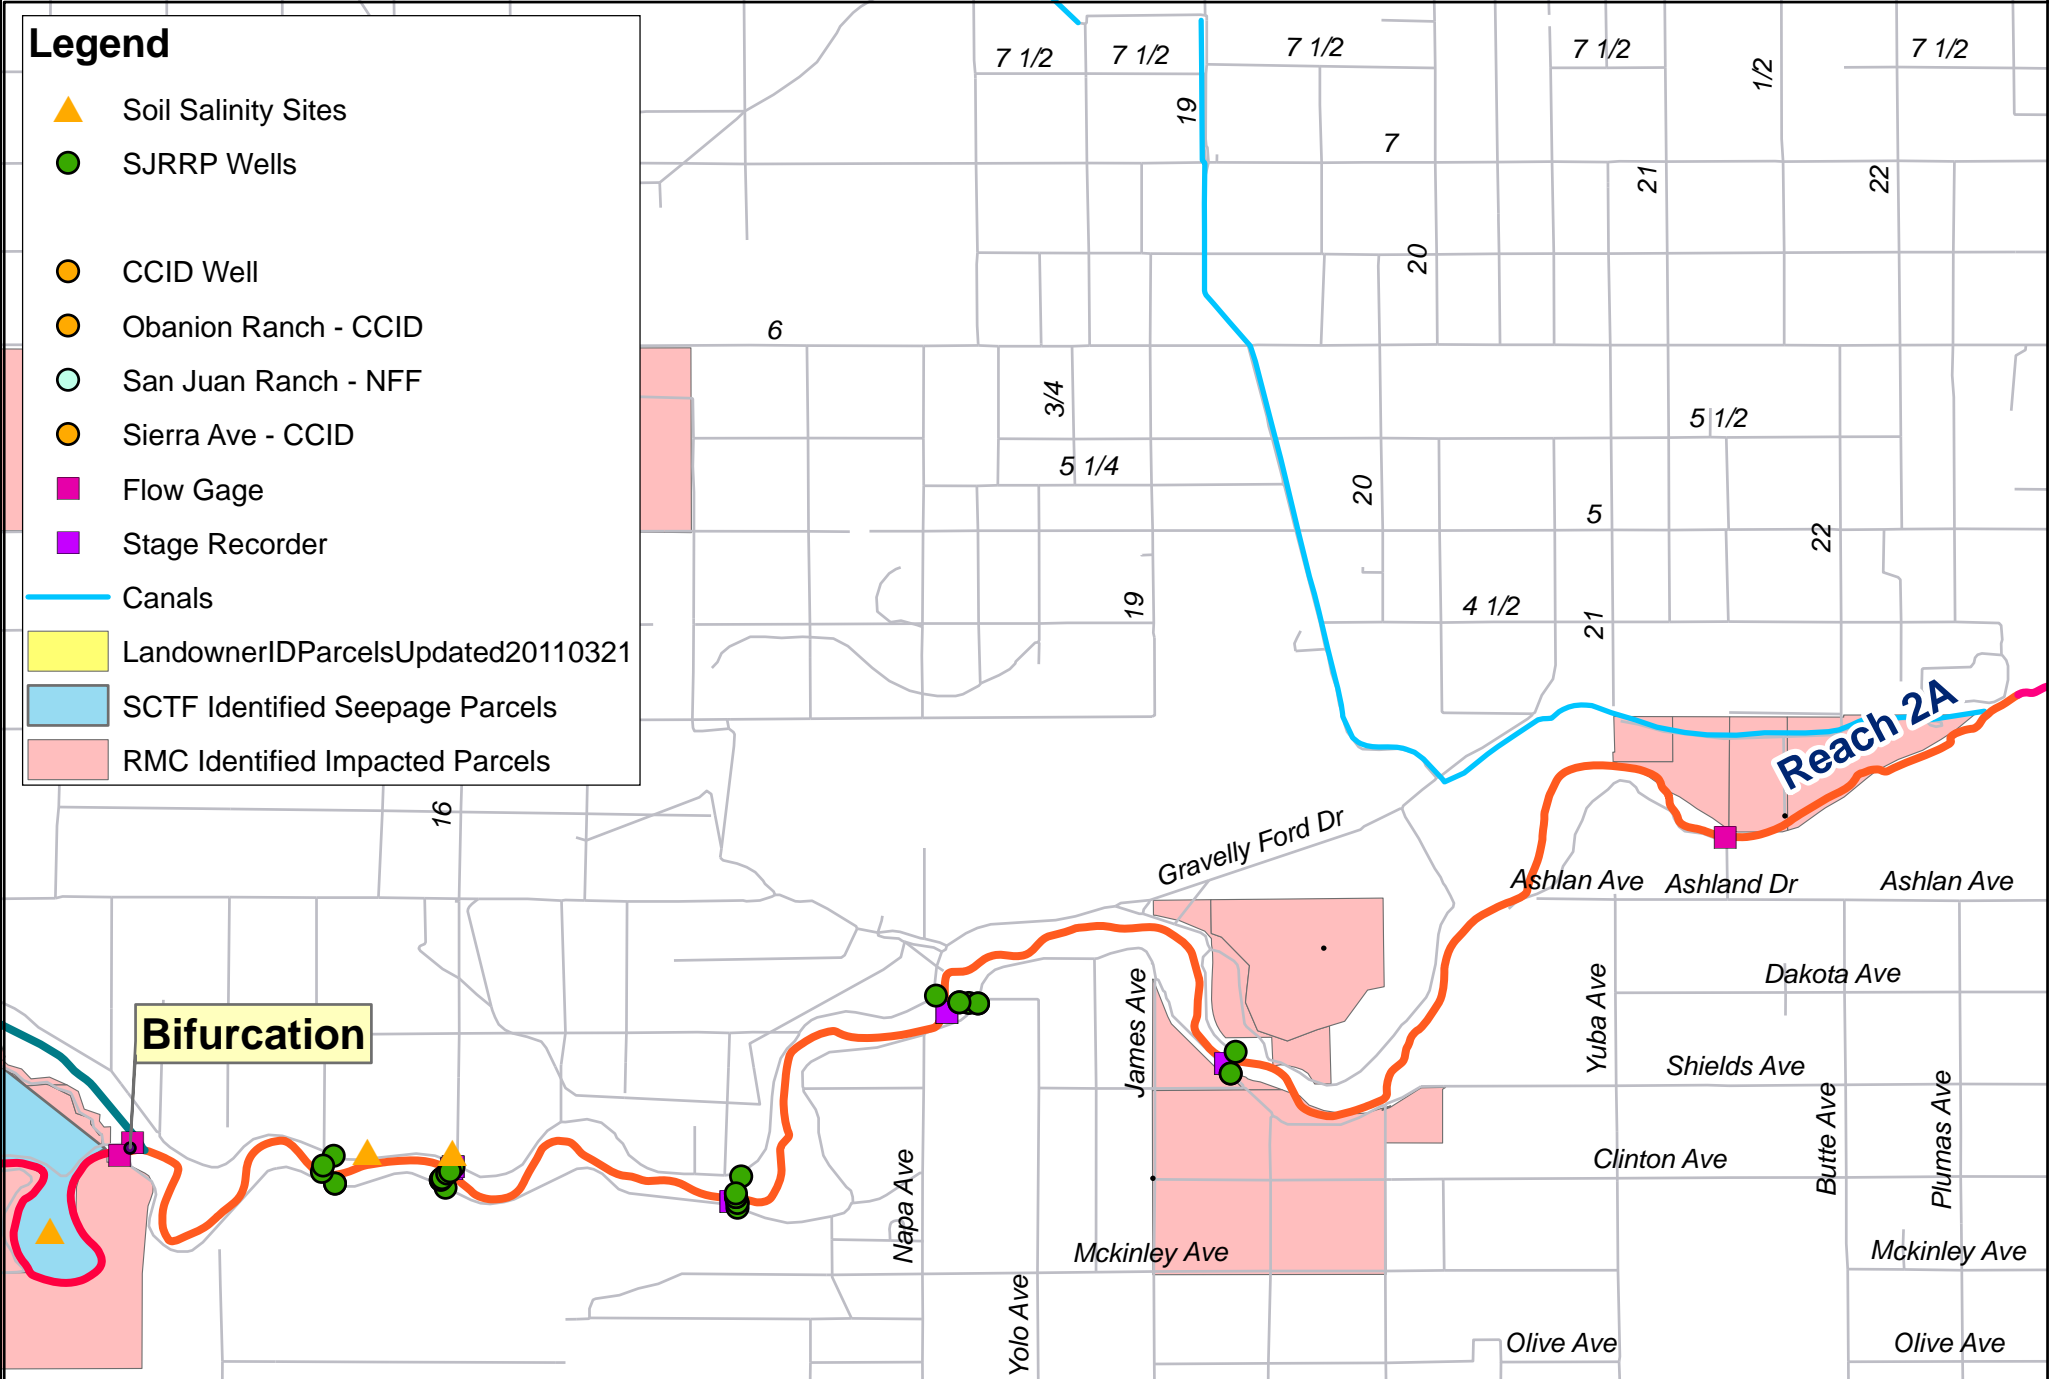 Legend
Soil Salinity Sites
SJRRP Wells
CCID Well
Obanion Ranch - CCID
San Juan Ranch - NFF
Sierra Ave - CCID
Flow Gage
Stage Recorder
Canals
LandownerIDParcelsUpdated20110321
SCTF Identified Seepage Parcels
RMC Identified Impacted Parcels
7 1/2
7 1/2
7 1/2
7 1/2
1/2
7 1/2
19
7
21
22
20
6
3/4
5 1/2
5 1/4
20
5
22
19
4 1/2
21
Reach 2A
16
Gravelly Ford Dr
Ashlan Ave
Ashland Dr
Ashlan Ave
Dakota Ave
James Ave
Yuba Ave
Bifurcation
Shields Ave
Butte Ave
Plumas Ave
Clinton Ave
Napa Ave
Mckinley Ave
Mckinley Ave
Yolo Ave
Olive Ave
Olive Ave